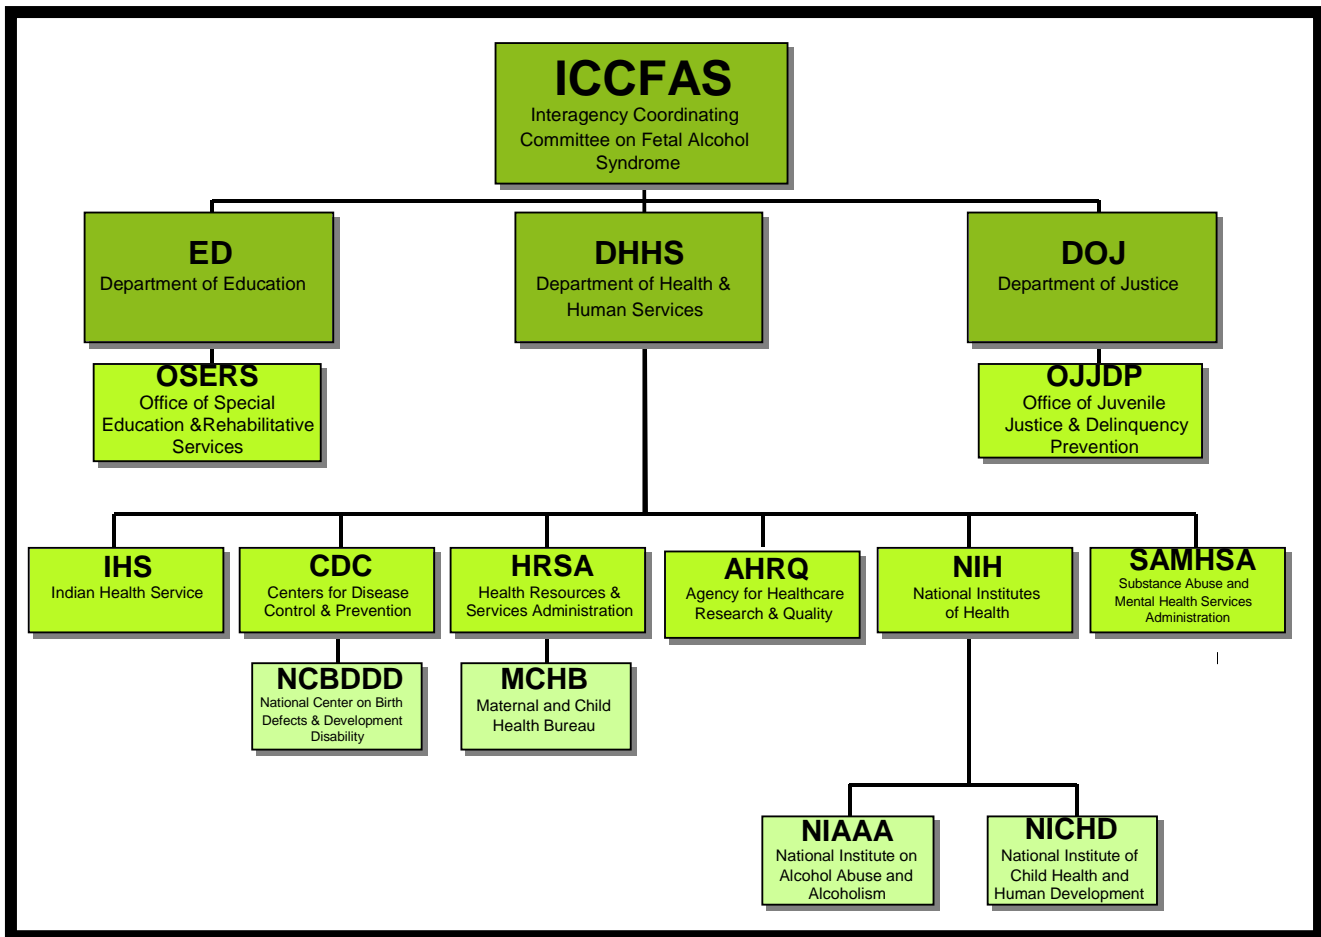 ICCFAS
Interagency Coordinating
Committee on Fetal Alcohol
Syndrome
ED
Department of Education
DHHS
Department of Health &
Human Services
DOJ
Department of Justice
OSERS
Office of Special
Education &Rehabilitative
Services
OJJDP
Office of Juvenile
Justice & Delinquency
Prevention
IHS
Indian Health Service
CDC
Centers for Disease
Control & Prevention
HRSA
Health Resources &
Services Administration
AHRQ
Agency for Healthcare
Research & Quality
NIH
National Institutes
of Health
SAMHSA
Substance Abuse and
Mental Health Services
Administration
NCBDDD
National Center on Birth
Defects & Development
Disability
MCHB
Maternal and Child
Health Bureau
NIAAA
National Institute on
Alcohol Abuse and
Alcoholism
NICHD
National Institute of
Child Health and
Human Development